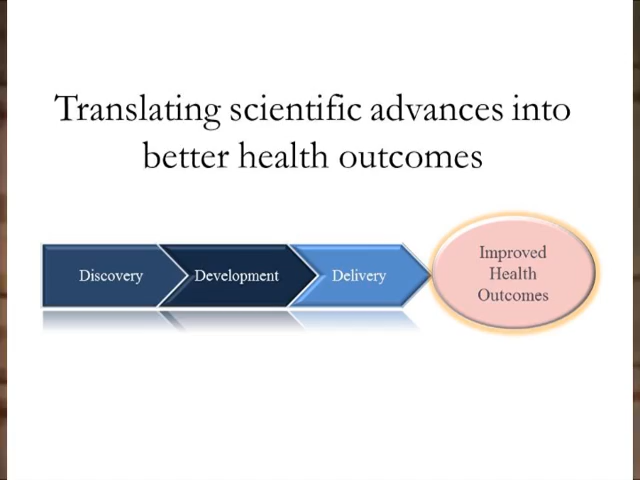 Translating scientific advances into
better health outcomes
Discovery
Development
Delivery
Improved
Health
Outcomes